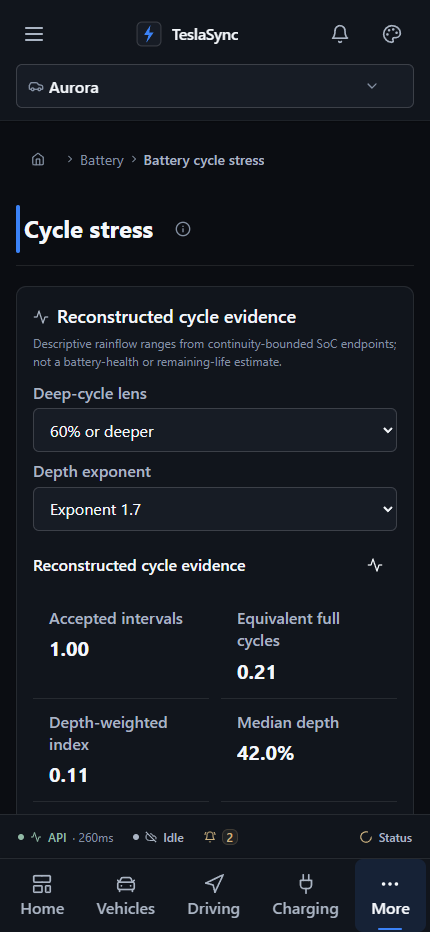 TeslaSync
Aurora
Battery
Battery cycle stress
Cycle stress
Reconstructed cycle evidence
Descriptive rainflow ranges from continuity-bounded SoC endpoints;
not a battery-health or remaining-life estimate.
Deep-cycle lens
60% or deeper
Depth exponent
Exponent 1.7
Reconstructed cycle evidence
Accepted intervals
1.00
Equivalent full
cycles
0.21
Depth-weighted
index
0.11
Median depth
42.0%
API · 260ms
Idle
2
Status
Home
Vehicles
Driving
Charging
More